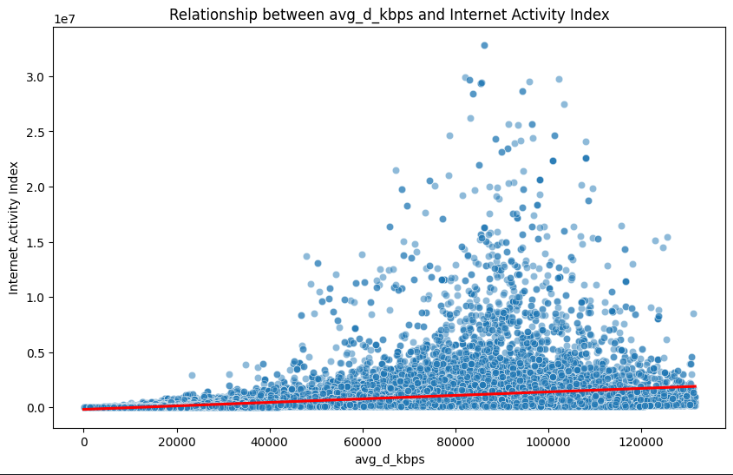 Relationship between avg_d_kbps and Internet Activity Index
1e7
3.0
2.5
2.0
1.5
1.0
0.5
0.0
Internet Activity Index
0 20000 40000 60000 80000 100000 120000
avg_d_kbps